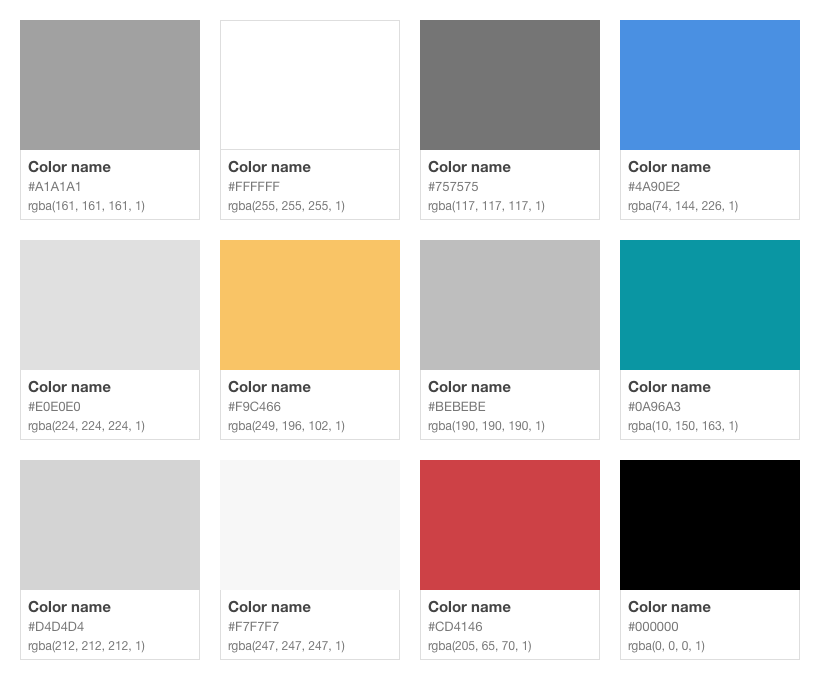 Color name
#A1A1A1
rgba(161, 161, 161, 1)
Color name
#FFFFFF
rgba(255, 255, 255, 1)
Color name
#757575
rgba(117, 117, 117, 1)
Color name
#4A90E2
rgba(74, 144, 226, 1)
Color name
#E0E0E0
rgba(224, 224, 224, 1)
Color name
#F9C466
rgba(249, 196, 102, 1)
Color name
#BEBEBE
rgba(190, 190, 190, 1)
Color name
#0A96A3
rgba(10, 150, 163, 1)
Color name
#D4D4D4
rgba(212, 212, 212, 1)
Color name
#F7F7F7
rgba(247, 247, 247, 1)
Color name
#CD4146
rgba(205, 65, 70, 1)
Color name
#000000
rgba(0, 0, 0, 1)